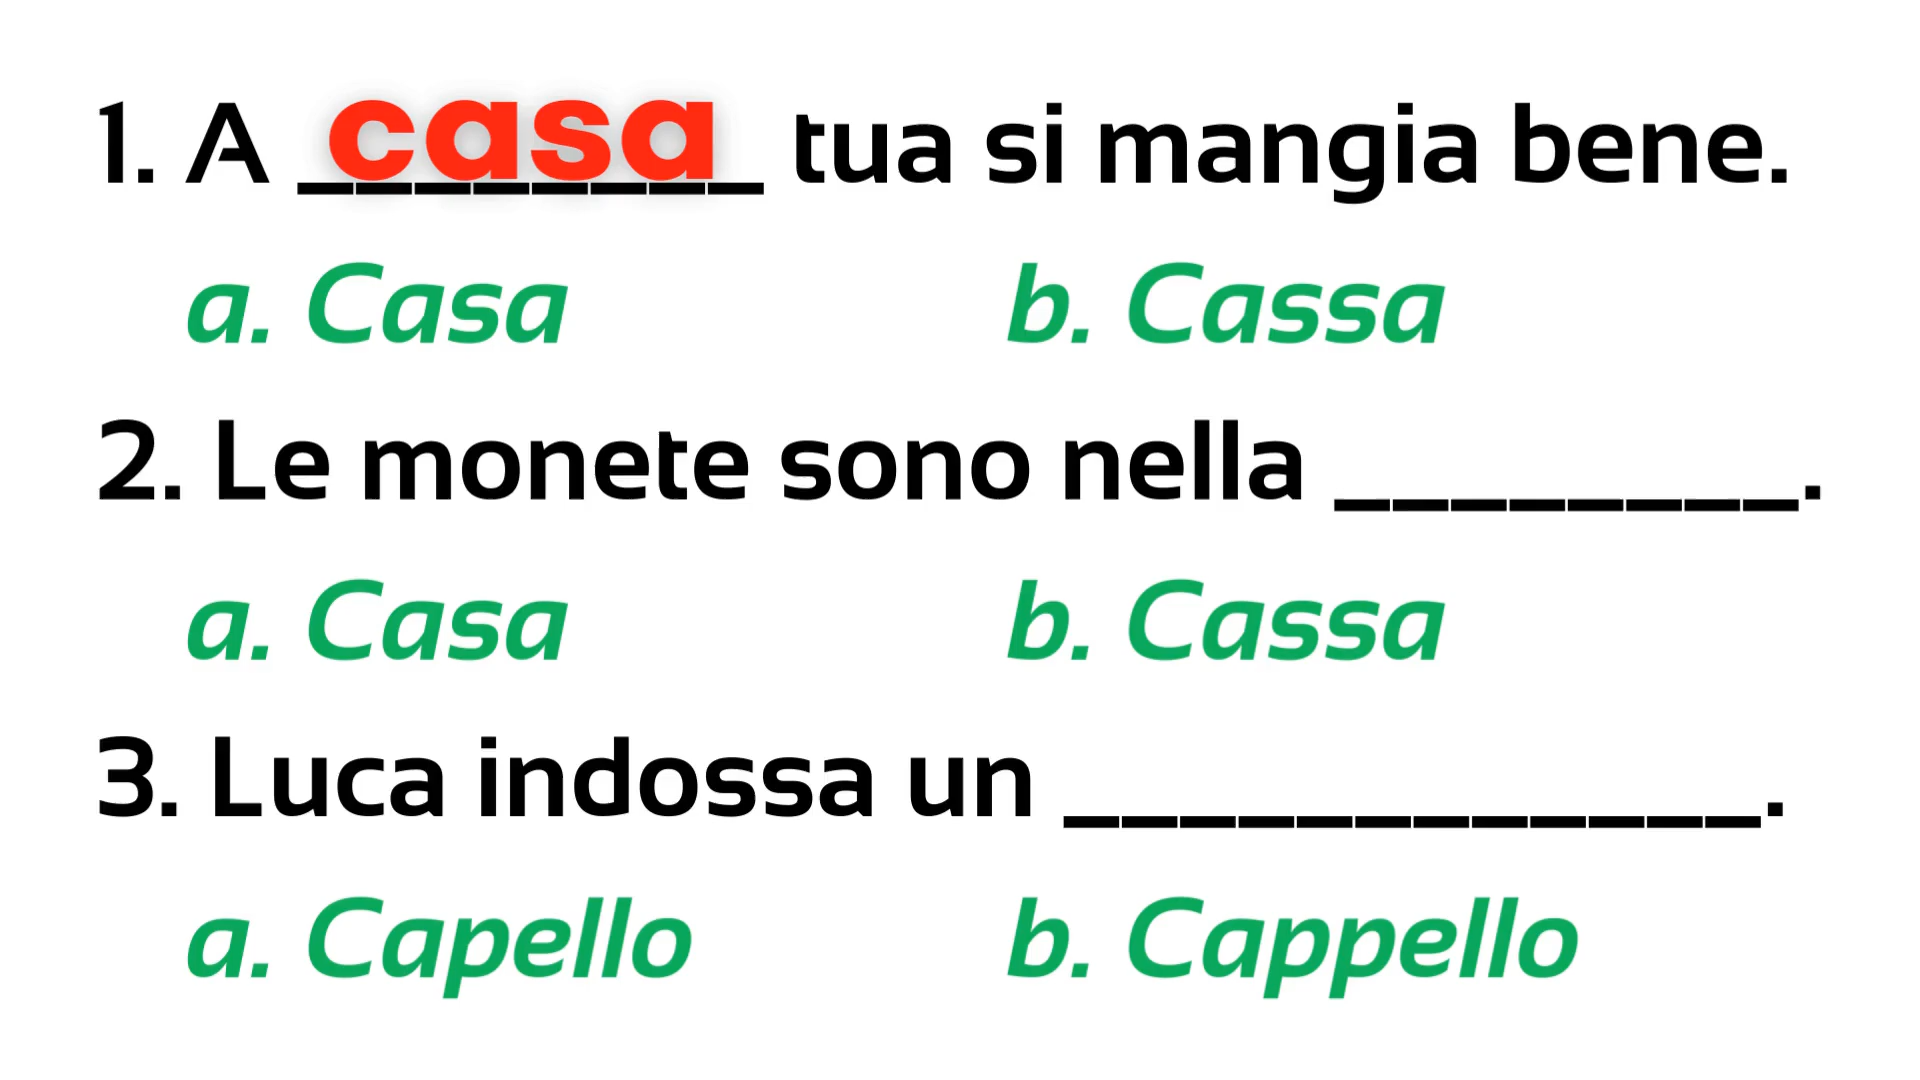 1. A casa tua si mangia bene.
a. Casa b. Cassa
2. Le monete sono nella ________.
a. Casa b. Cassa
3. Luca indossa un ____________.
a. Capello b. Cappello